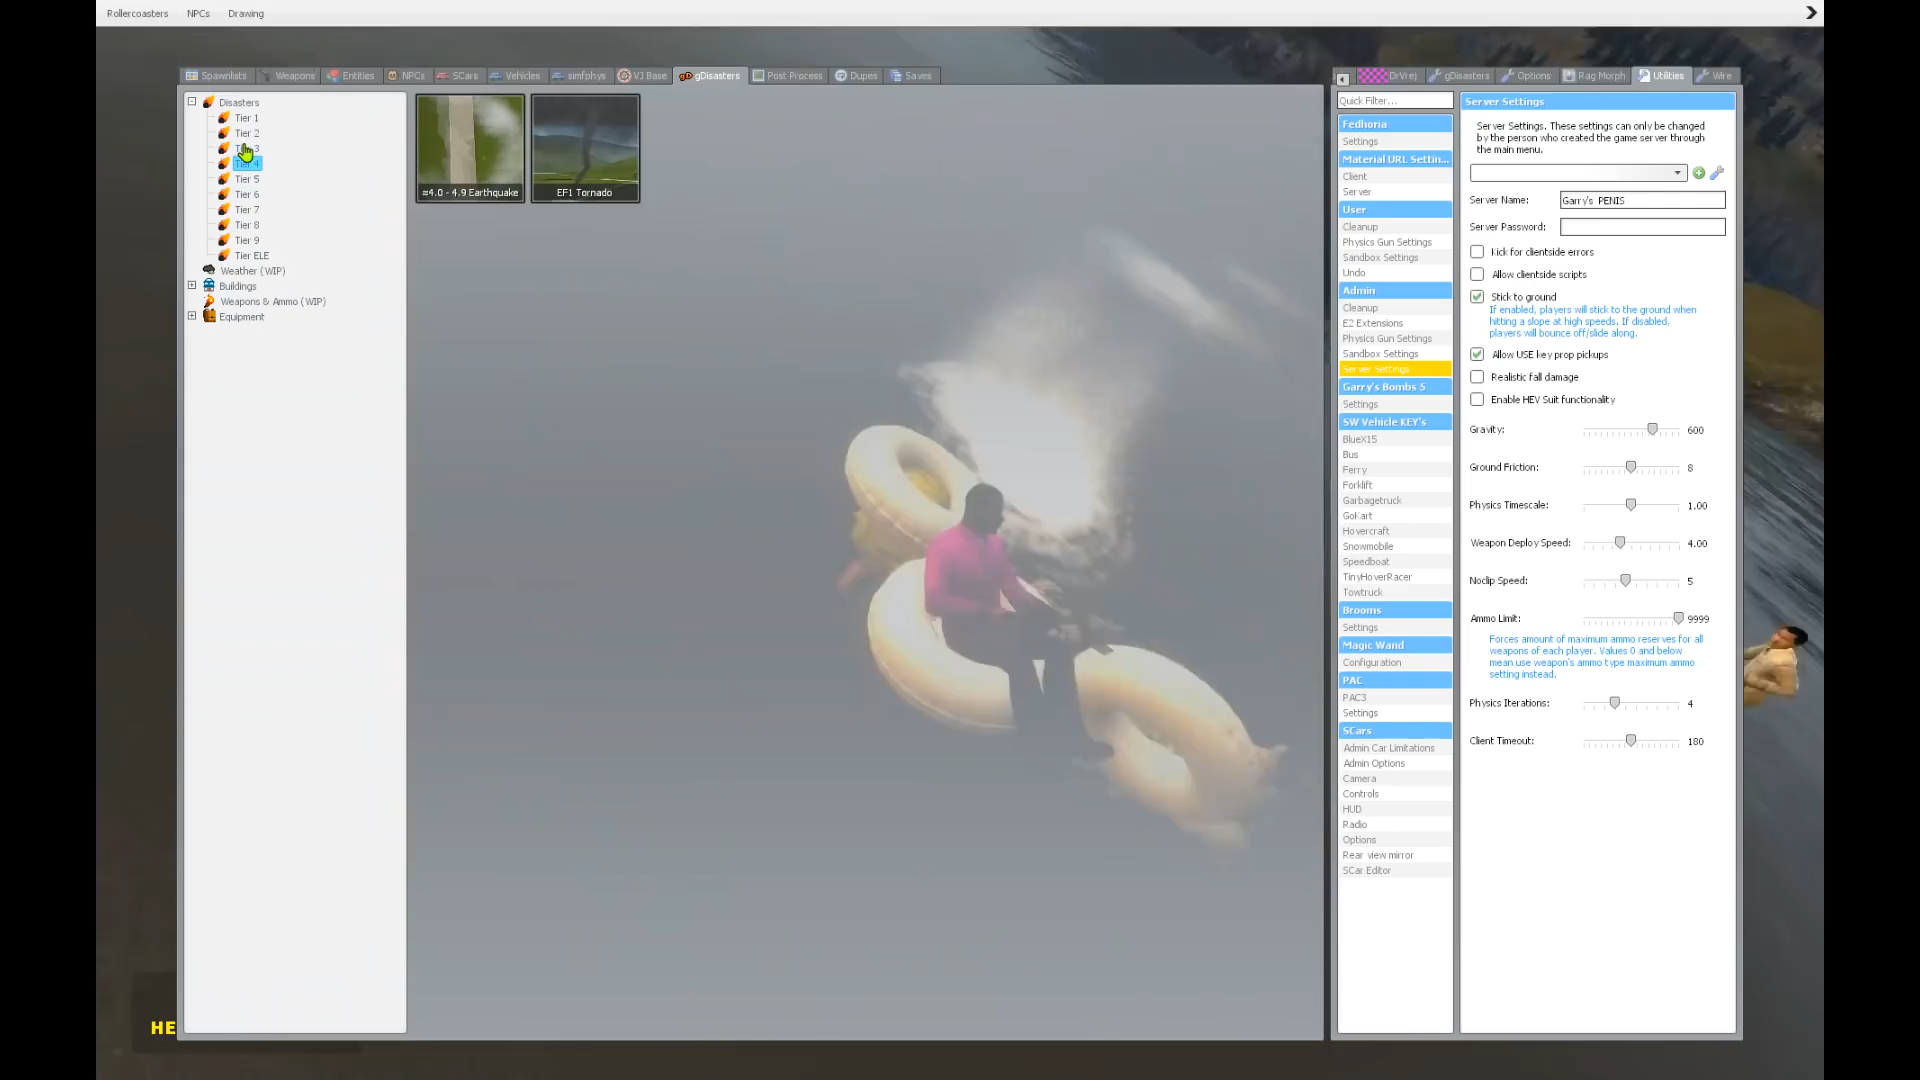 Rollercoasters NPCs Drawing
Spawnlists Weapons Entities NPCs SCars Vehicles simfphys VJ Base gDisasters Post Process Dupes Saves
Disasters
Tier 1
Tier 2
Tier 3
Tier 4
Tier 5
Tier 6
Tier 7
Tier 8
Tier 9
Tier ELE
Weather (WIP)
Buildings
Weapons & Ammo (WIP)
Equipment
≈4.0 - 4.9 Earthquake
EF1 Tornado
HE
DrVrej gDisasters Options Rag Morph Utilities Wire
Quick Filter...
Fedhoria
Settings
Material URL Settin...
Client
Server
User
Cleanup
Physics Gun Settings
Sandbox Settings
Undo
Admin
Cleanup
E2 Extensions
Physics Gun Settings
Sandbox Settings
Server Settings
Garry's Bombs 5
Settings
SW Vehicle KEY's
BlueX15
Bus
Ferry
Forklift
Garbagetruck
GoKart
Hovercraft
Snowmobile
Speedboat
TinyHoverRacer
Towtruck
Brooms
Settings
Magic Wand
Configuration
PAC
PAC3
Settings
SCars
Admin Car Limitations
Admin Options
Camera
Controls
HUD
Radio
Options
Rear view mirror
SCar Editor
Server Settings
Server Settings. These settings can only be changed
by the person who created the game server through
the main menu.
Server Name: Garry's PENIS
Server Password:
Kick for clientside errors
Allow clientside scripts
Stick to ground
If enabled, players will stick to the ground when
hitting a slope at high speeds. If disabled,
players will bounce off/slide along.
Allow USE key prop pickups
Realistic fall damage
Enable HEV Suit functionality
Gravity: 600
Ground Friction: 8
Physics Timescale: 1.00
Weapon Deploy Speed: 4.00
Noclip Speed: 5
Ammo Limit: 9999
Forces amount of maximum ammo reserves for all
weapons of each player. Values 0 and below
mean use weapon's ammo type maximum ammo
setting instead.
Physics Iterations: 4
Client Timeout: 180